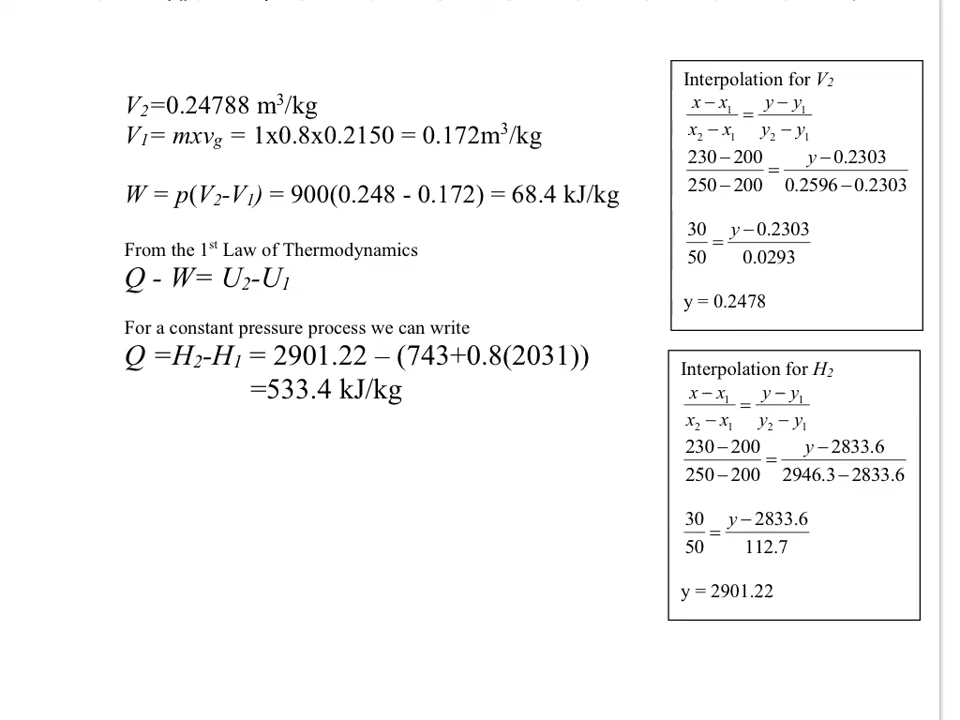 V₂=0.24788 m³/kg
V₁= mxv_g = 1x0.8x0.2150 = 0.172m³/kg
W = p(V₂-V₁) = 900(0.248 - 0.172) = 68.4 kJ/kg
From the 1ˢᵗ Law of Thermodynamics
Q - W= U₂-U₁
For a constant pressure process we can write
Q =H₂-H₁ = 2901.22 – (743+0.8(2031))
=533.4 kJ/kg
Interpolation for V₂
x – x₁ / x₂ – x₁ = y – y₁ / y₂ – y₁
230 – 200 / 250 – 200 = y – 0.2303 / 0.2596 – 0.2303
30 / 50 = y – 0.2303 / 0.0293
y = 0.2478
Interpolation for H₂
x – x₁ / x₂ – x₁ = y – y₁ / y₂ – y₁
230 – 200 / 250 – 200 = y – 2833.6 / 2946.3 – 2833.6
30 / 50 = y – 2833.6 / 112.7
y = 2901.22